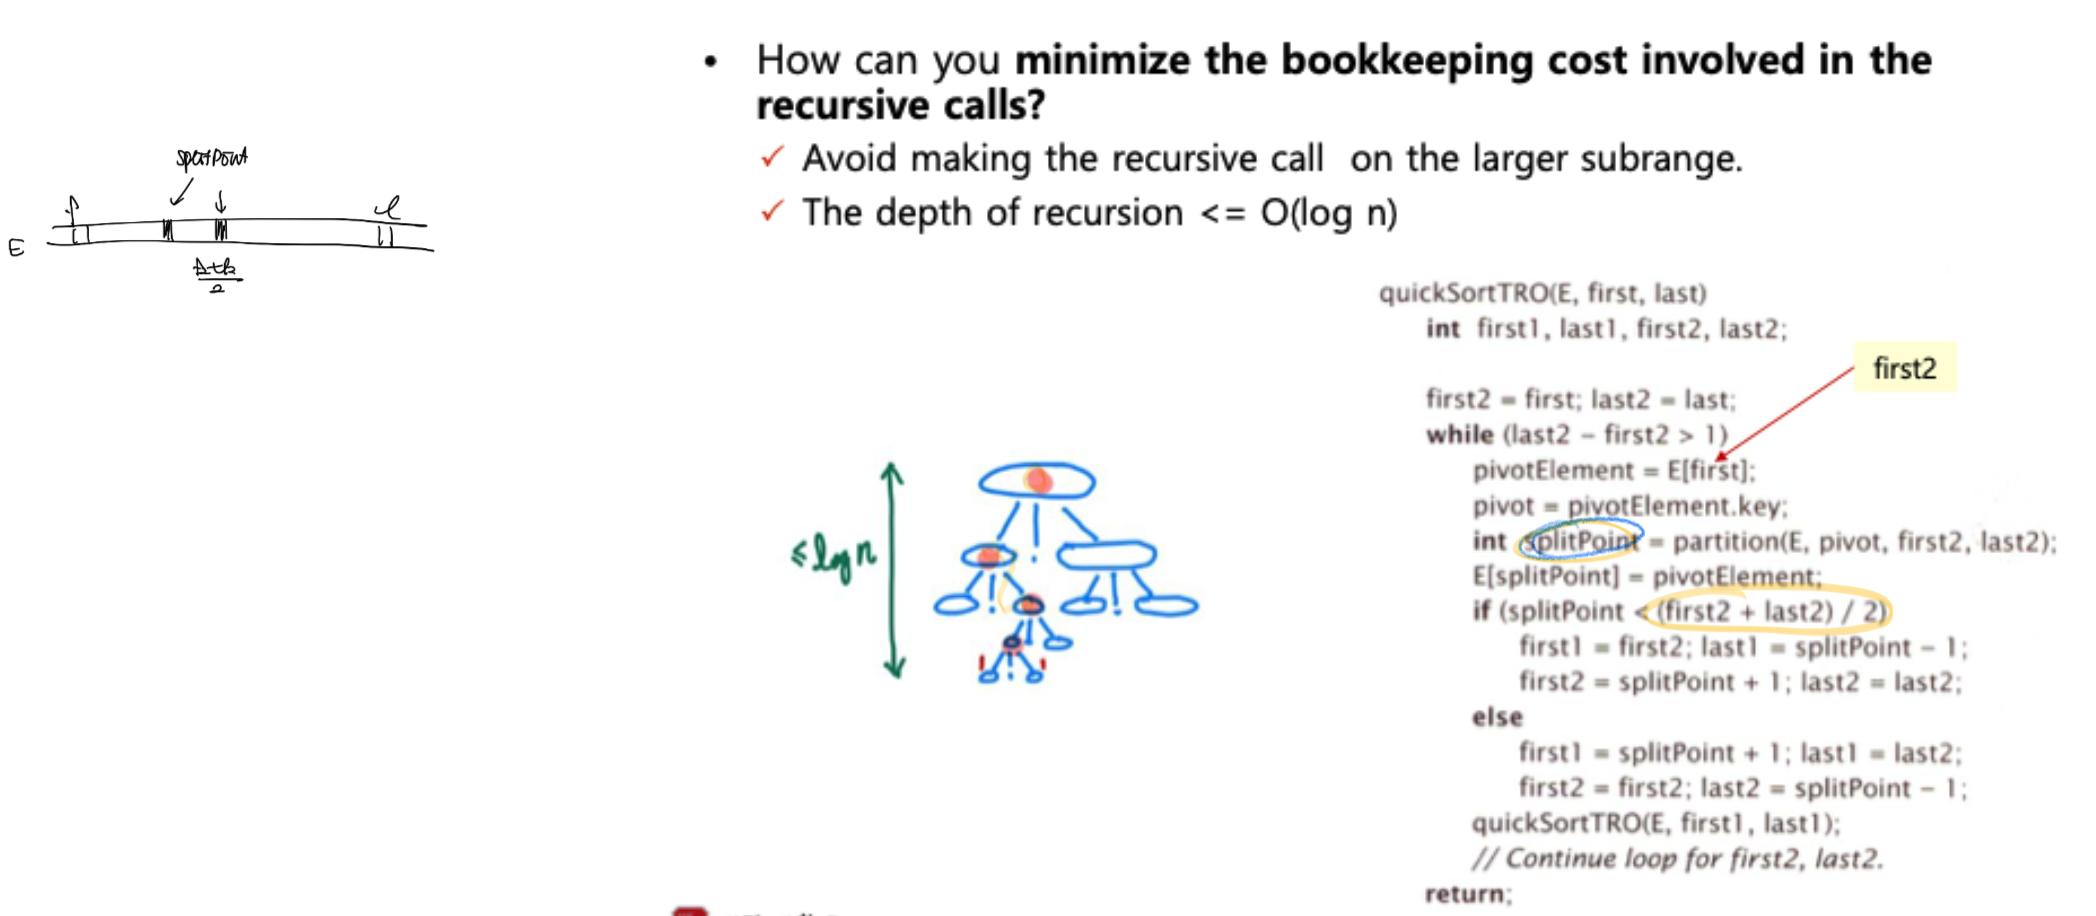 • How can you minimize the bookkeeping cost involved in the
recursive calls?
✓ Avoid making the recursive call on the larger subrange.
✓ The depth of recursion <= O(log n)
splitPoint
f l
E
2
quickSortTRO(E, first, last)
int first1, last1, first2, last2;
first2
first2 = first; last2 = last;
while (last2 – first2 > 1)
pivotElement = E[first];
pivot = pivotElement.key;
int splitPoint = partition(E, pivot, first2, last2);
E[splitPoint] = pivotElement;
if (splitPoint < (first2 + last2) / 2)
first1 = first2; last1 = splitPoint – 1;
first2 = splitPoint + 1; last2 = last2;
else
first1 = splitPoint + 1; last1 = last2;
first2 = first2; last2 = splitPoint – 1;
quickSortTRO(E, first1, last1);
// Continue loop for first2, last2.
return;
≤ log n